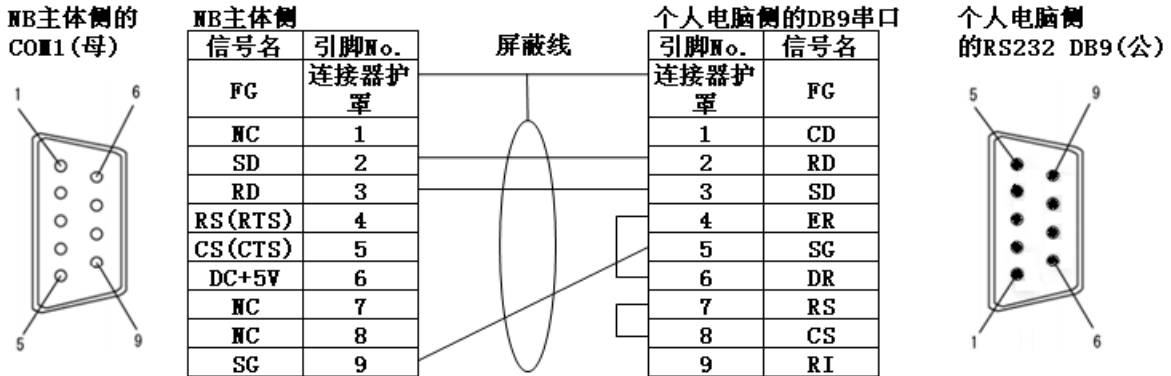 NB主体侧的
COM1(母)
NB主体侧
个人电脑侧的DB9串口
个人电脑侧
的RS232 DB9(公)
信号名 引脚No.
屏蔽线
引脚No. 信号名
FG 连接器护罩
连接器护罩 FG
NC 1
1 CD
SD 2
2 RD
RD 3
3 SD
RS(RTS) 4
4 ER
CS(CTS) 5
5 SG
DC+5V 6
6 DR
NC 7
7 RS
NC 8
8 CS
SG 9
9 RI
1 6
5 9
5 9
1 6